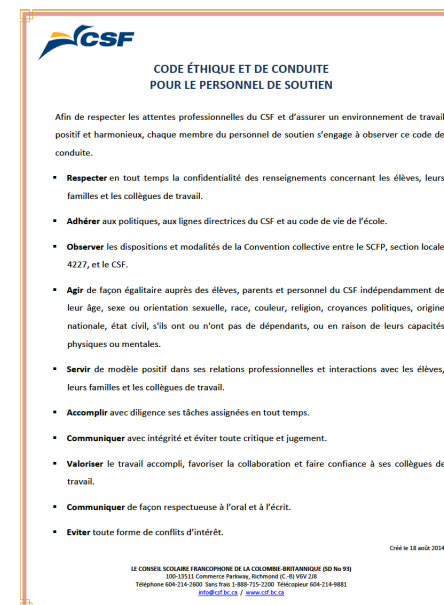 CSF
CODE ÉTHIQUE ET DE CONDUITE
POUR LE PERSONNEL DE SOUTIEN
Afin de respecter les attentes professionnelles du CSF et d'assurer un environnement de travail
positif et harmonieux, chaque membre du personnel de soutien s'engage à observer ce code de
conduite.
▪ Respecter en tout temps la confidentialité des renseignements concernant les élèves, leurs
familles et les collègues de travail.
▪ Adhérer aux politiques, aux lignes directrices du CSF et au code de vie de l'école.
▪ Observer les dispositions et modalités de la Convention collective entre le SCFP, section locale
4227, et le CSF.
▪ Agir de façon égalitaire auprès des élèves, parents et personnel du CSF indépendamment de
leur âge, sexe ou orientation sexuelle, race, couleur, religion, croyances politiques, origine
nationale, état civil, s'ils ont ou n'ont pas de dépendants, ou en raison de leurs capacités
physiques ou mentales.
▪ Servir de modèle positif dans ses relations professionnelles et interactions avec les élèves,
leurs familles et les collègues de travail.
▪ Accomplir avec diligence ses tâches assignées en tout temps.
▪ Communiquer avec intégrité et éviter toute critique et jugement.
▪ Valoriser le travail accompli, favoriser la collaboration et faire confiance à ses collègues de
travail.
▪ Communiquer de façon respectueuse à l'oral et à l'écrit.
▪ Eviter toute forme de conflits d'intérêt.
Créé le 18 août 2014
LE CONSEIL SCOLAIRE FRANCOPHONE DE LA COLOMBIE-BRITANNIQUE (SD No 93)
100-13511 Commerce Parkway, Richmond (C.-B) V6V 2J8
Téléphone 604-214-2600 Sans frais 1-888-715-2200 Télécopieur 604-214-9881
info@csf.bc.ca / www.csf.bc.ca